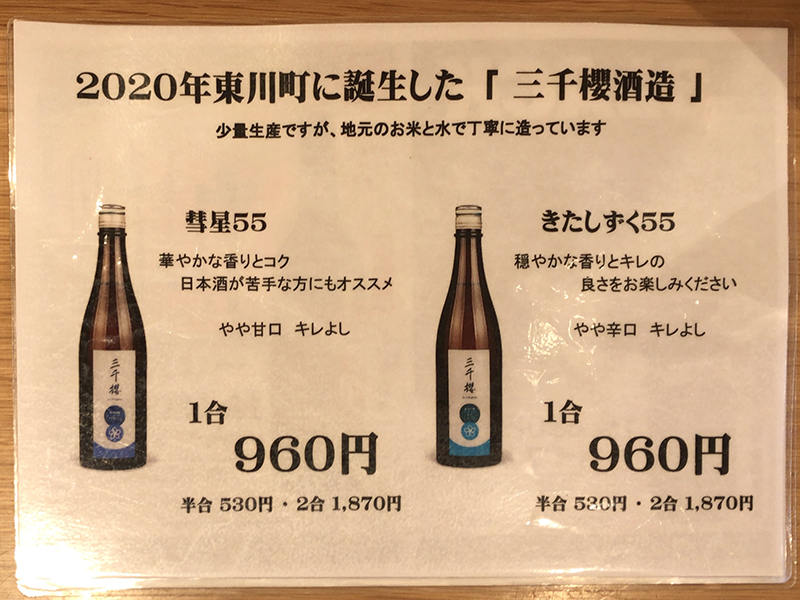 2020年東川町に誕生した「 三千櫻酒造 」
少量生産ですが、地元のお米と水で丁寧に造っています
彗星55
華やかな香りとコク
日本酒が苦手な方にもオススメ
やや甘口 キレよし
三千櫻
1合
960円
半合 530円 ・ 2合 1,870円
きたしずく55
穏やかな香りとキレの
良さをお楽しみください
やや辛口 キレよし
三千櫻
1合
960円
半合 530円 ・ 2合 1,870円